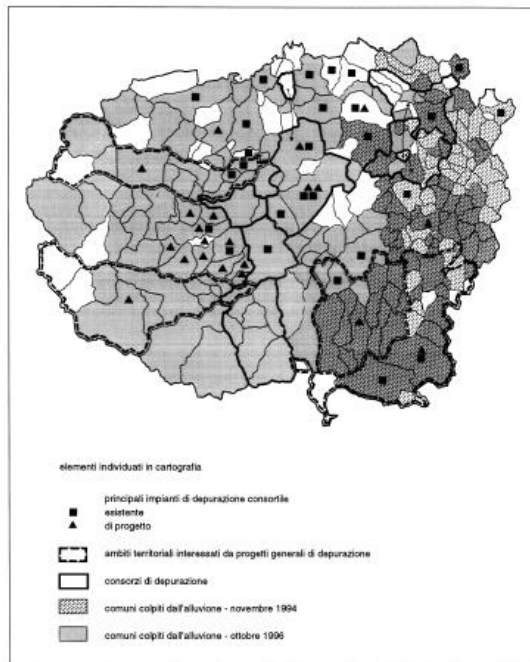 elementi individuati in cartografia
principali impianti di depurazione consortile
esistente
di progetto
ambiti territoriali interessati da progetti generali di depurazione
consorzi di depurazione
comuni colpiti dall'alluvione - novembre 1994
comuni colpiti dall'alluvione - ottobre 1996